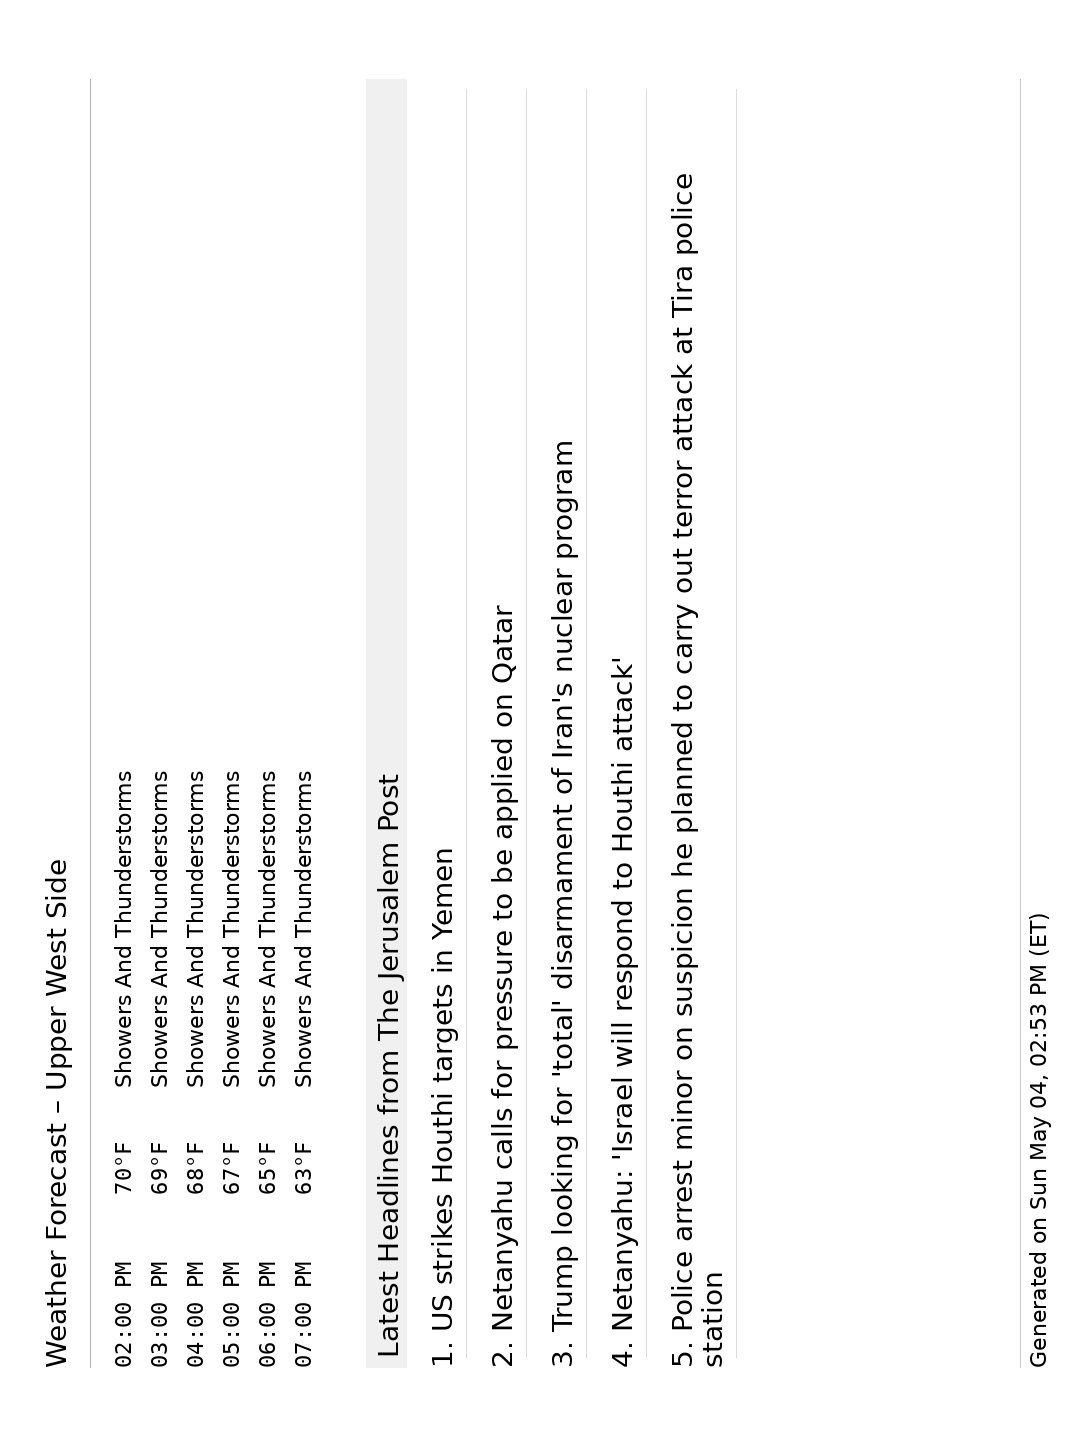 Weather Forecast – Upper West Side
02:00 PM 70°F Showers And Thunderstorms
03:00 PM 69°F Showers And Thunderstorms
04:00 PM 68°F Showers And Thunderstorms
05:00 PM 67°F Showers And Thunderstorms
06:00 PM 65°F Showers And Thunderstorms
07:00 PM 63°F Showers And Thunderstorms
Latest Headlines from The Jerusalem Post
1. US strikes Houthi targets in Yemen
2. Netanyahu calls for pressure to be applied on Qatar
3. Trump looking for 'total' disarmament of Iran's nuclear program
4. Netanyahu: 'Israel will respond to Houthi attack'
5. Police arrest minor on suspicion he planned to carry out terror attack at Tira police
station
Generated on Sun May 04, 02:53 PM (ET)